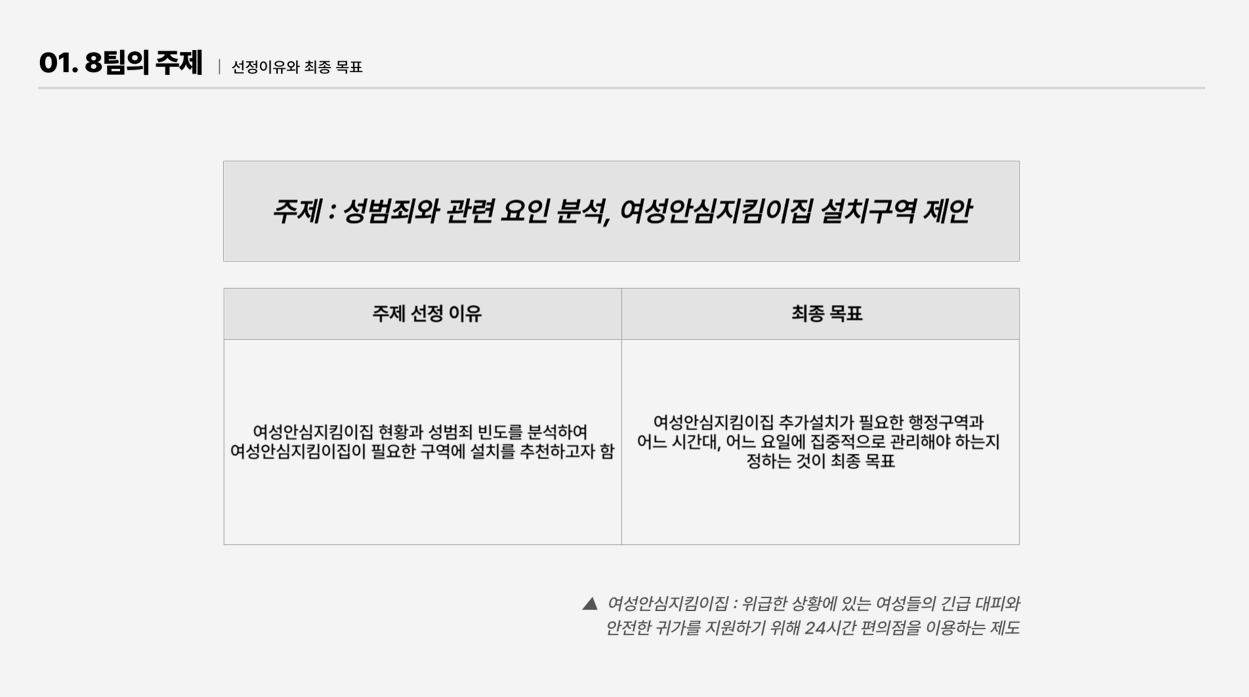 01. 8팀의 주제 | 선정이유와 최종 목표
주제 : 성범죄와 관련 요인 분석, 여성안심지킴이집 설치구역 제안
주제 선정 이유
최종 목표
여성안심지킴이집 현황과 성범죄 빈도를 분석하여
여성안심지킴이집이 필요한 구역에 설치를 추천하고자 함
여성안심지킴이집 추가설치가 필요한 행정구역과
어느 시간대, 어느 요일에 집중적으로 관리해야 하는지
정하는 것이 최종 목표
▲ 여성안심지킴이집 : 위급한 상황에 있는 여성들의 긴급 대피와
안전한 귀가를 지원하기 위해 24시간 편의점을 이용하는 제도